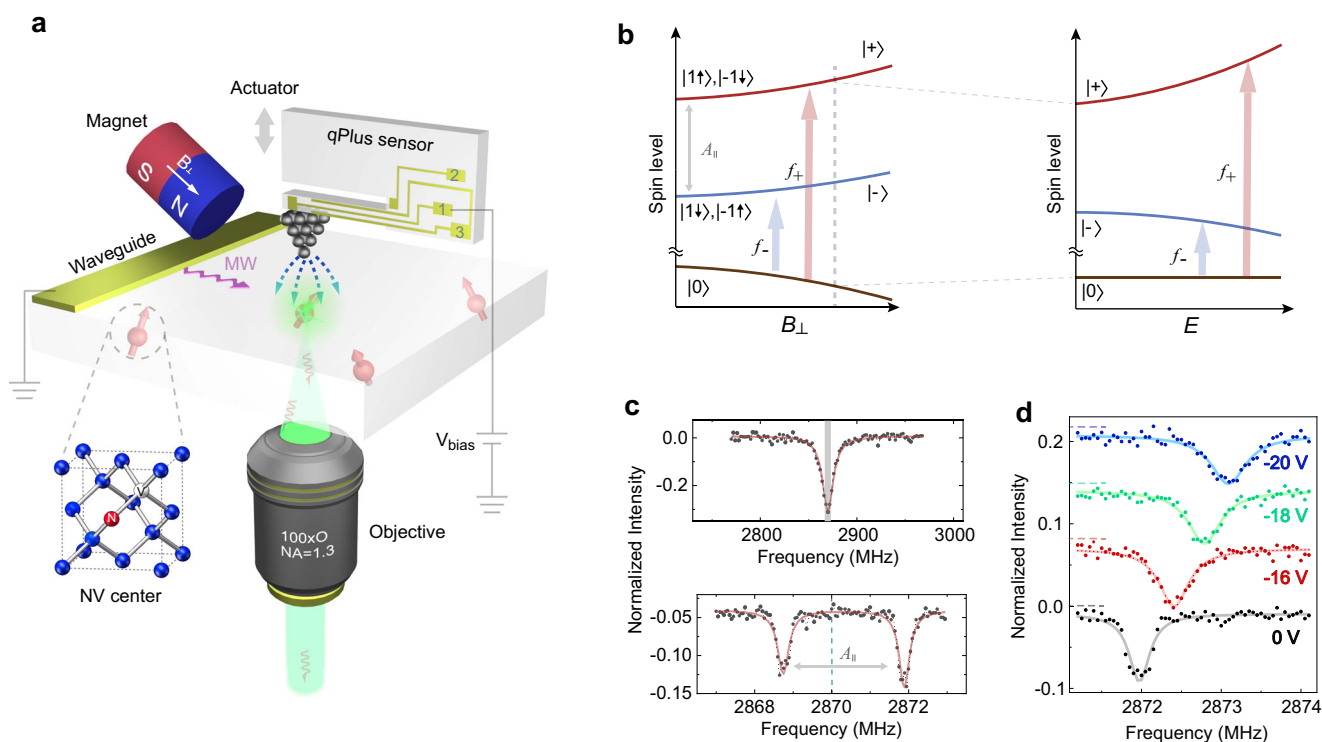 a
Actuator
Magnet
qPlus sensor
S
B⊥
N
2
1
3
Waveguide
MW
Vbias
100xO
NA=1.3
Objective
N
V
NV center
b
Spin level
|1↑⟩,|-1↓⟩
|+⟩
A∥
f+
|-⟩
|1↓⟩,|-1↑⟩
f-
|0⟩
B⊥
Spin level
|+⟩
f+
|-⟩
f-
|0⟩
E
c
Normalized Intensity
0.0
-0.2
2800
2900
3000
Frequency (MHz)
-0.05
-0.10
-0.15
A∥
2868
2870
2872
Frequency (MHz)
d
Normalized Intensity
0.2
0.1
0.0
-0.1
-20 V
-18 V
-16 V
0 V
2872
2873
2874
Frequency (MHz)